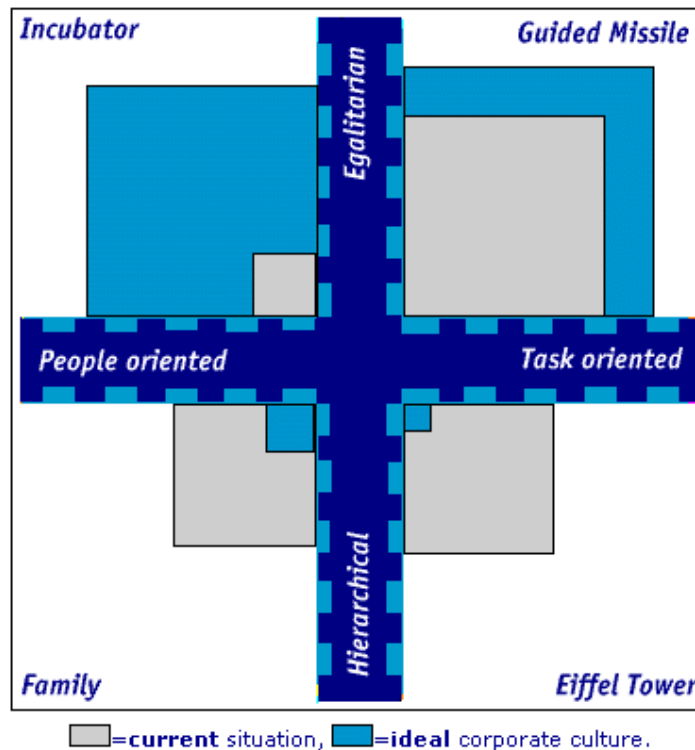 Incubator
Guided Missile
Egalitarian
People oriented
Task oriented
Hierarchical
Family
Eiffel Tower
=current situation, =ideal corporate culture.